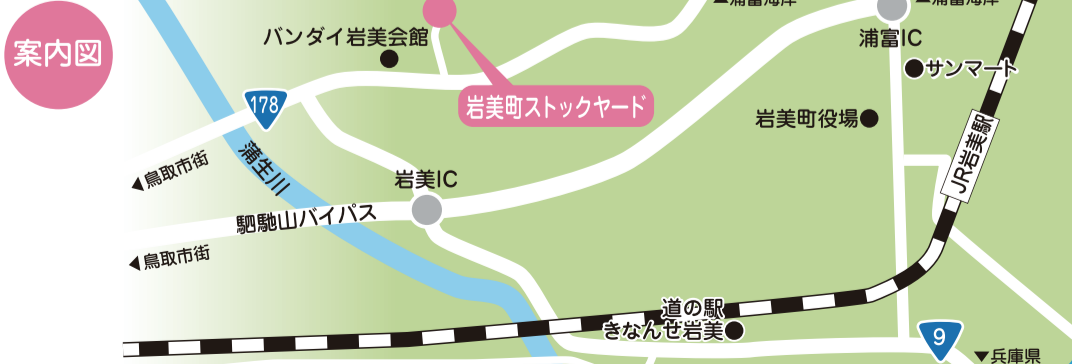 案内図
▲浦富海岸
▲浦富海岸
バンダイ岩美会館
浦富IC
サンマート
178
岩美町ストックヤード
岩美町役場
JR岩美駅
◀鳥取市街
蒲生川
岩美IC
駟馳山バイパス
◀鳥取市街
道の駅
きなんせ岩美
9
▼兵庫県